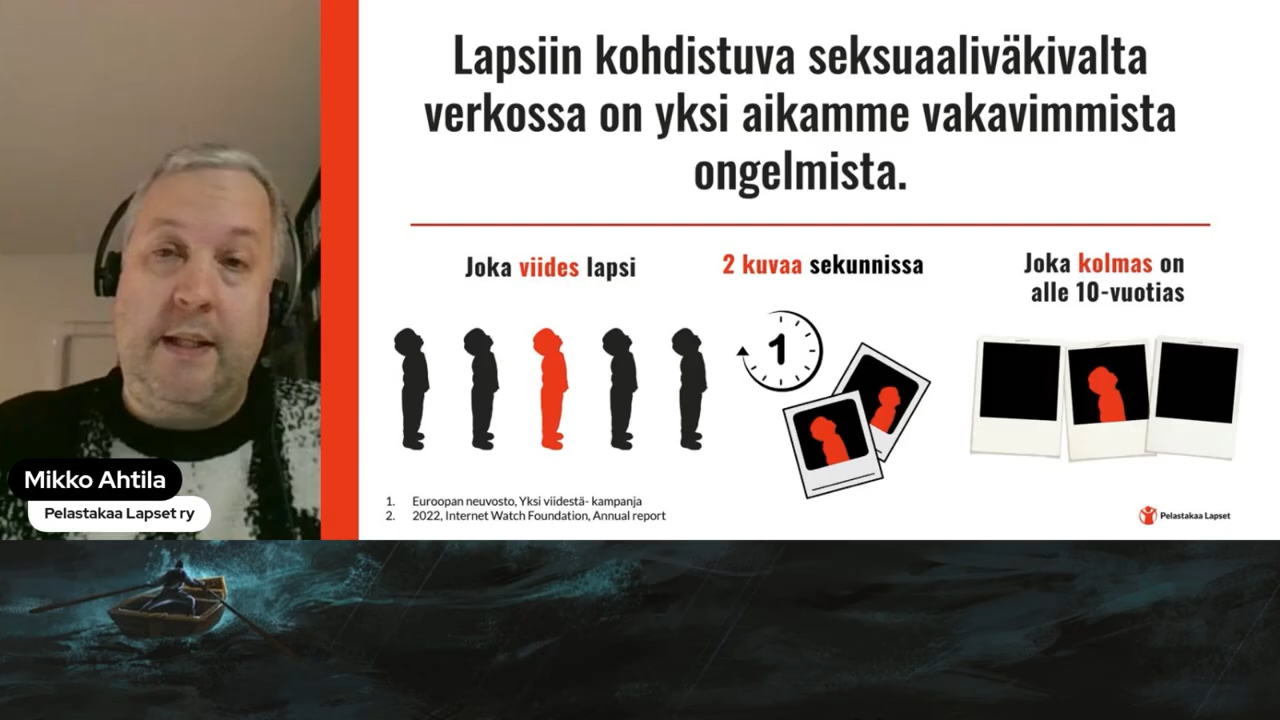 Lapsiin kohdistuva seksuaaliväkivalta
verkossa on yksi aikamme vakavimmista
ongelmista.
Joka viides lapsi
2 kuvaa sekunnissa
Joka kolmas on
alle 10-vuotias
1
1. Euroopan neuvosto, Yksi viidestä- kampanja
2. 2022, Internet Watch Foundation, Annual report
Pelastakaa Lapset
Mikko Ahtila
Pelastakaa Lapset ry